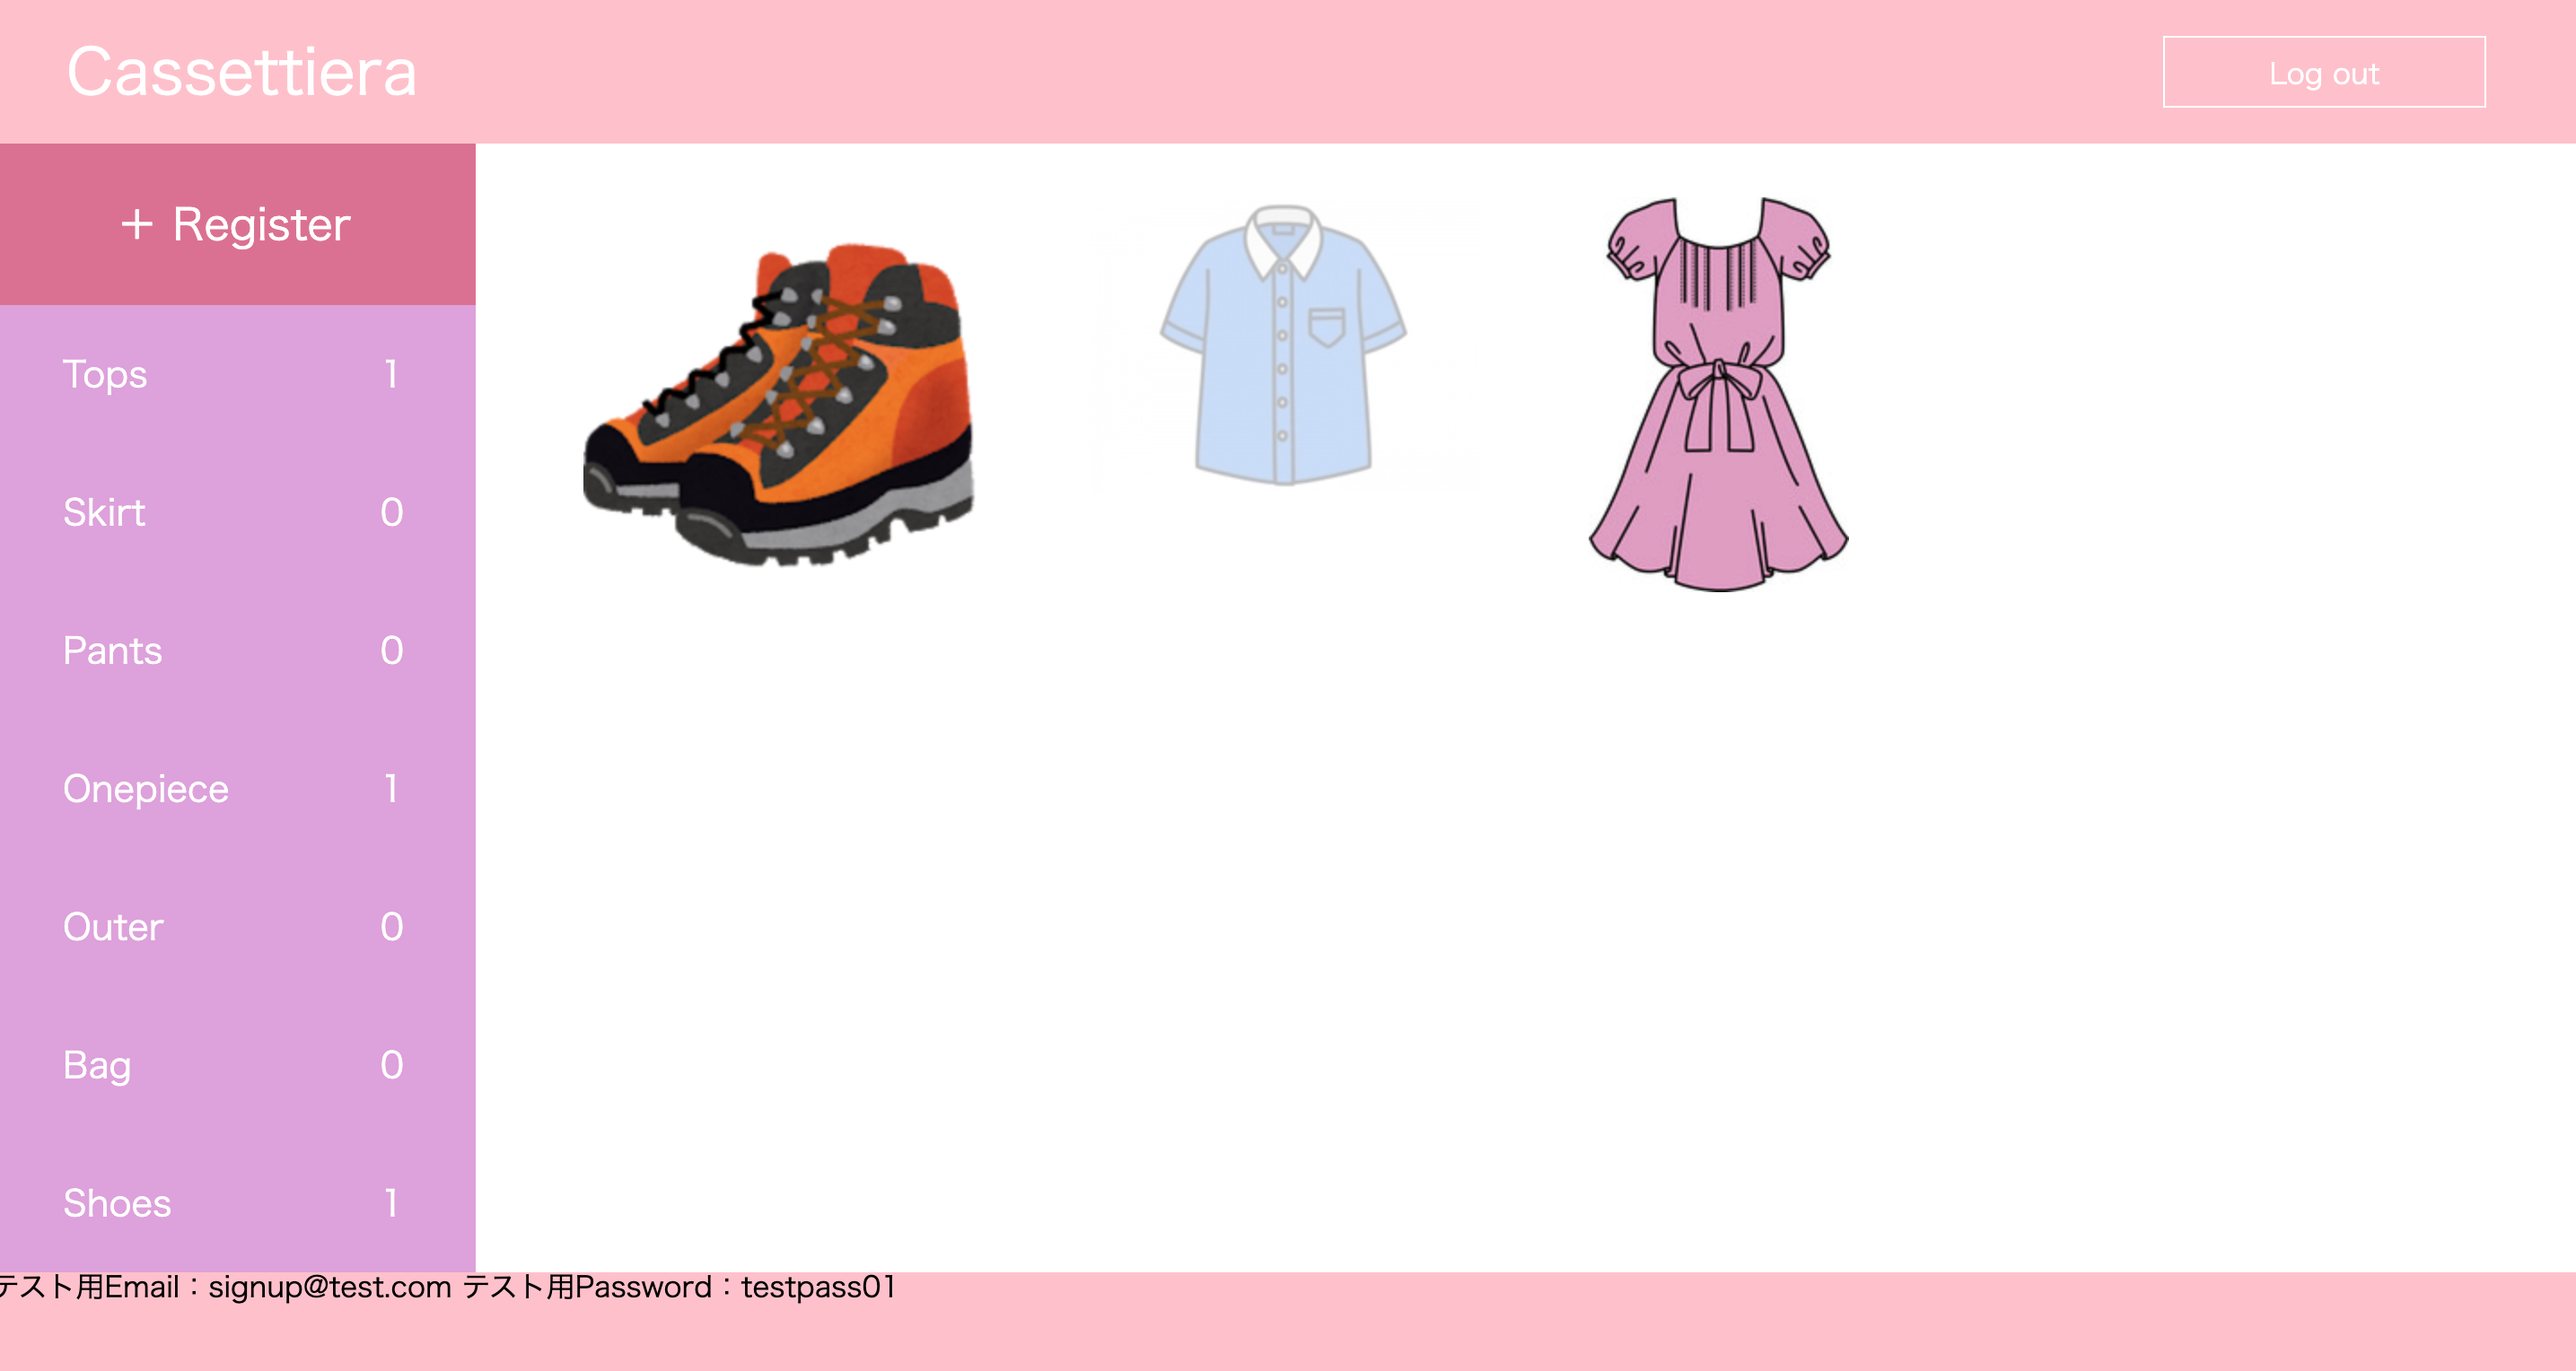 Cassettiera
Log out
+ Register
Tops 1
Skirt 0
Pants 0
Onepiece 1
Outer 0
Bag 0
Shoes 1
テスト用Email：signup@test.com テスト用Password：testpass01